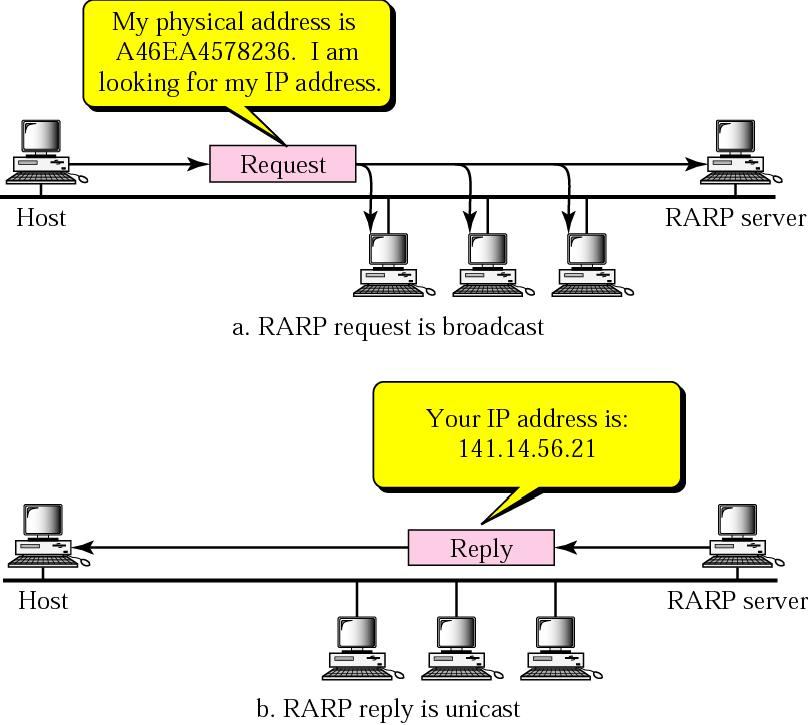 My physical address is
A46EA4578236. I am
looking for my IP address.
Request
Host
RARP server
a. RARP request is broadcast
Your IP address is:
141.14.56.21
Reply
Host
RARP server
b. RARP reply is unicast